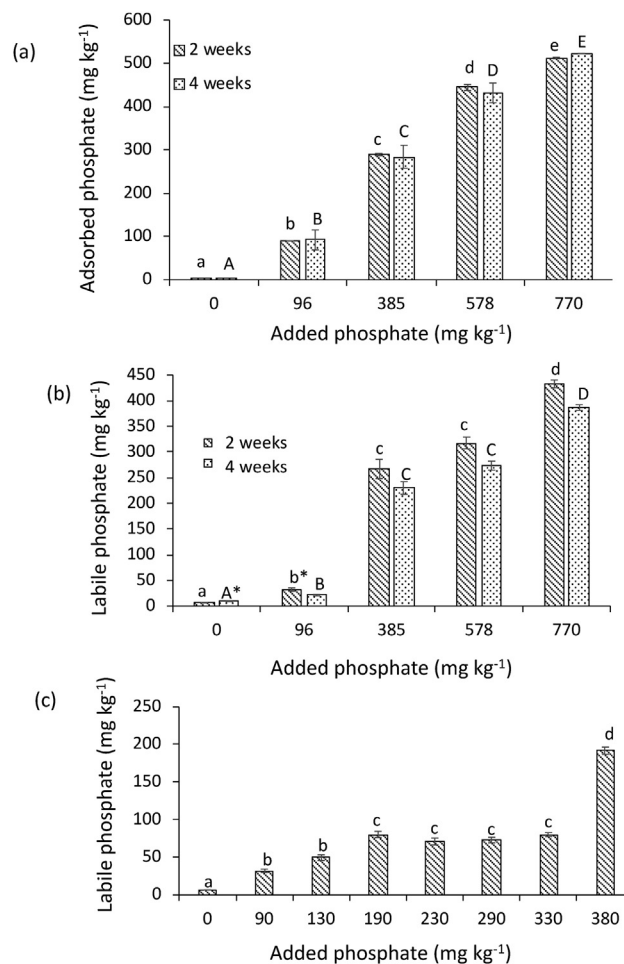 (a)
Adsorbed phosphate (mg kg-1)
600
500
400
300
200
100
0
2 weeks
4 weeks
a A
b B
c C
d D
e E
0 96 385 578 770
Added phosphate (mg kg-1)
(b)
Labile phosphate (mg kg-1)
450
400
350
300
250
200
150
100
50
0
2 weeks
4 weeks
a A*
b* B
c C
c C
d D
0 96 385 578 770
Added phosphate (mg kg-1)
(c)
Labile phosphate (mg kg-1)
250
200
150
100
50
0
a b b c c c c d
0 90 130 190 230 290 330 380
Added phosphate (mg kg-1)